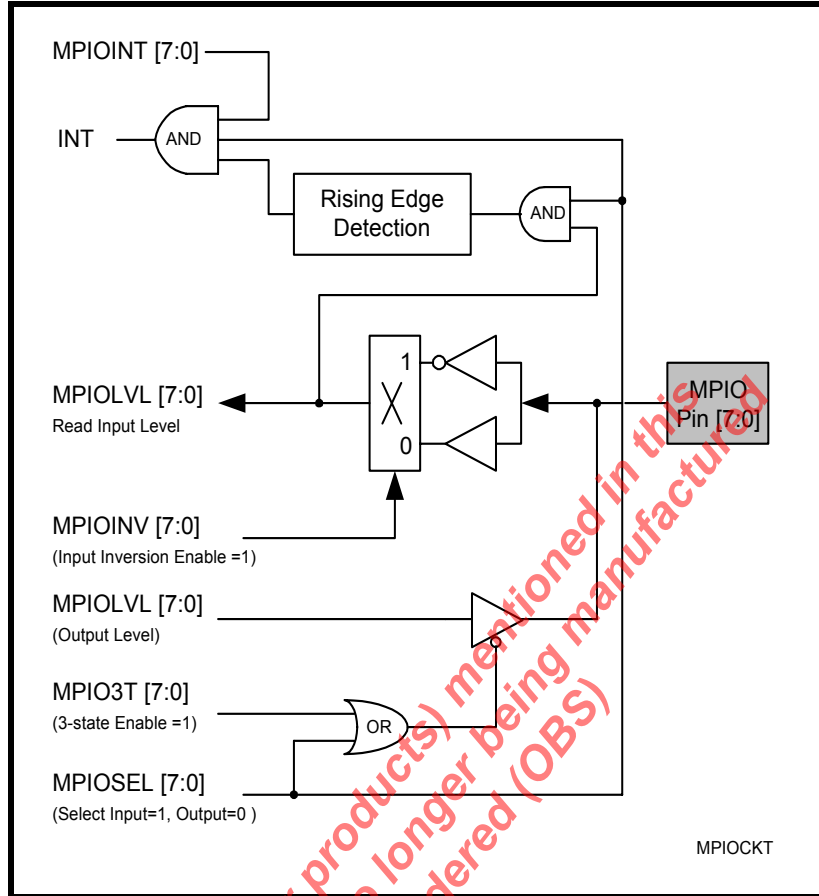 MPIOINT [7:0]
INT
AND
Rising Edge
Detection
AND
1
0
MPIOLVL [7:0]
Read Input Level
MPIO
Pin [7:0]
MPIOINV [7:0]
(Input Inversion Enable =1)
MPIOLVL [7:0]
(Output Level)
MPIO3T [7:0]
(3-state Enable =1)
OR
MPIOSEL [7:0]
(Select Input=1, Output=0 )
MPIOCKT
products) mentioned in this
longer being manufactured
dered (OBS)